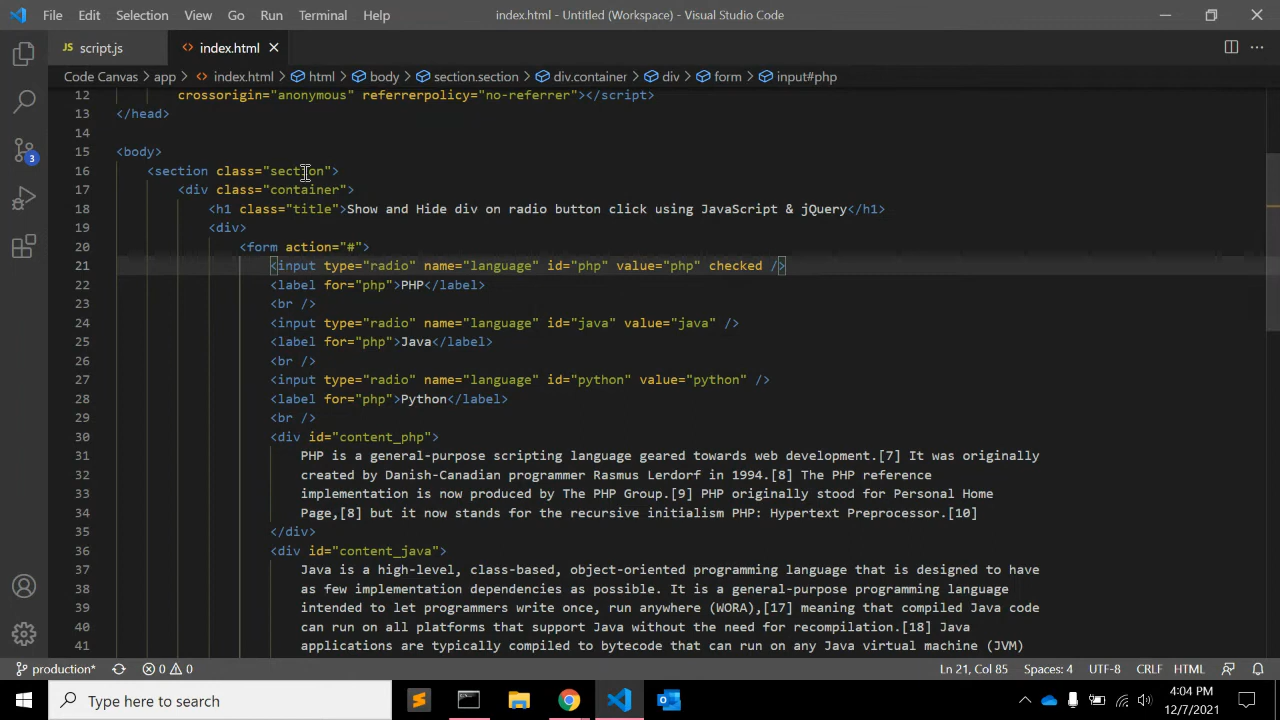 File Edit Selection View Go Run Terminal Help index.html - Untitled (Workspace) - Visual Studio Code
JS script.js <> index.html
Code Canvas > app > <> index.html > html > body > section.section > div.container > div > form > input#php
12 crossorigin="anonymous" referrerpolicy="no-referrer"></script>
13 </head>
14
15 <body>
16 <section class="section">
17 <div class="container">
18 <h1 class="title">Show and Hide div on radio button click using JavaScript & jQuery</h1>
19 <div>
20 <form action="#">
21 <input type="radio" name="language" id="php" value="php" checked />
22 <label for="php">PHP</label>
23 <br />
24 <input type="radio" name="language" id="java" value="java" />
25 <label for="php">Java</label>
26 <br />
27 <input type="radio" name="language" id="python" value="python" />
28 <label for="php">Python</label>
29 <br />
30 <div id="content_php">
31 PHP is a general-purpose scripting language geared towards web development.[7] It was originally
32 created by Danish-Canadian programmer Rasmus Lerdorf in 1994.[8] The PHP reference
33 implementation is now produced by The PHP Group.[9] PHP originally stood for Personal Home
34 Page,[8] but it now stands for the recursive initialism PHP: Hypertext Preprocessor.[10]
35 </div>
36 <div id="content_java">
37 Java is a high-level, class-based, object-oriented programming language that is designed to have
38 as few implementation dependencies as possible. It is a general-purpose programming language
39 intended to let programmers write once, run anywhere (WORA),[17] meaning that compiled Java code
40 can run on all platforms that support Java without the need for recompilation.[18] Java
41 applications are typically compiled to bytecode that can run on any Java virtual machine (JVM)
3
production* 0 0 Ln 21, Col 85 Spaces: 4 UTF-8 CRLF HTML
Type here to search
4:04 PM
12/7/2021